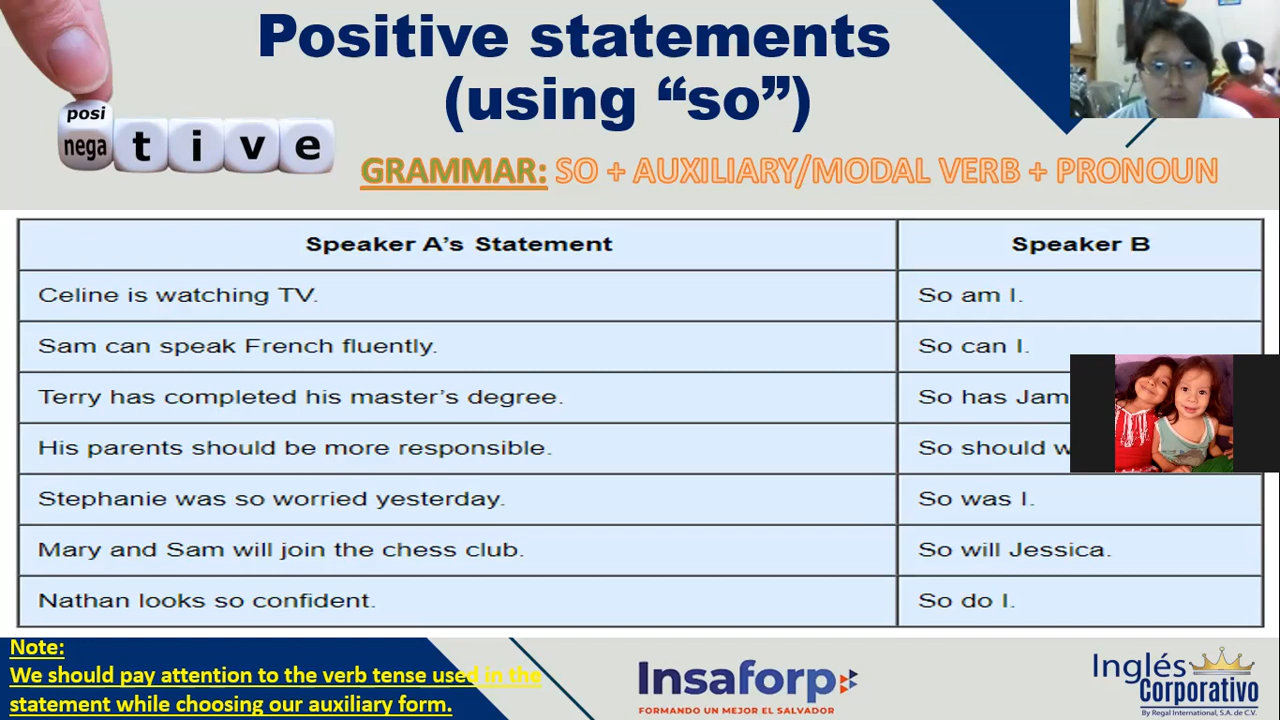 Positive statements
(using “so”)
posi
nega t i v e
GRAMMAR: SO + AUXILIARY/MODAL VERB + PRONOUN
Speaker A's Statement Speaker B
Celine is watching TV. So am I.
Sam can speak French fluently. So can I.
Terry has completed his master's degree. So has
His parents should be more responsible. So should
Stephanie was so worried yesterday. So was I.
Mary and Sam will join the chess club. So will Jessica.
Nathan looks so confident. So do I.
Note:
We should pay attention to the verb tense used in the
statement while choosing our auxiliary form.
Insaforp
FORMANDO UN MEJOR EL SALVADOR
Inglés
Corporativo
By Regal International, S.A. de C.V.